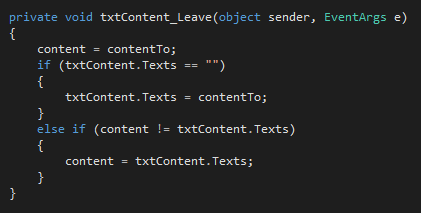 private void txtContent_Leave(object sender, EventArgs e)
{
    content = contentTo;
    if (txtContent.Texts == "")
    {
        txtContent.Texts = contentTo;
    }
    else if (content != txtContent.Texts)
    {
        content = txtContent.Texts;
    }
}